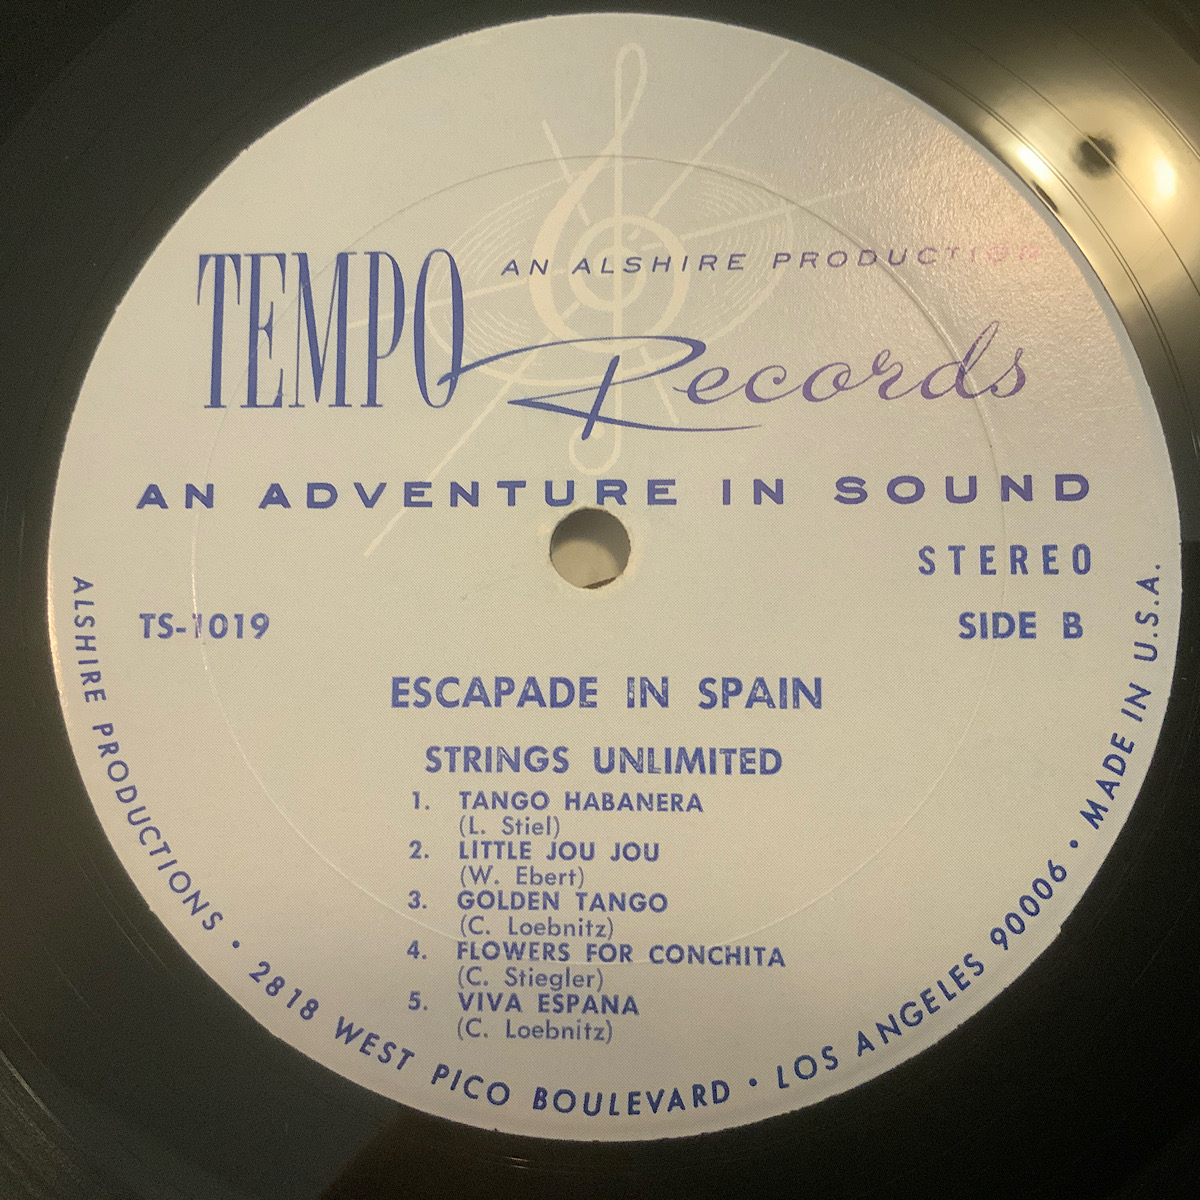 AN ALSHIRE PRODUCTION
TEMPO Records
AN ADVENTURE IN SOUND
STEREO
TS-1019
SIDE B
ESCAPADE IN SPAIN
STRINGS UNLIMITED
1. TANGO HABANERA
(L. Stiel)
2. LITTLE JOU JOU
(W. Ebert)
3. GOLDEN TANGO
(C. Loebnitz)
4. FLOWERS FOR CONCHITA
(C. Stiegler)
5. VIVA ESPANA
(C. Loebnitz)
ALSHIRE PRODUCTIONS • 2818 WEST PICO BOULEVARD • LOS ANGELES 90006 • MADE IN U.S.A.